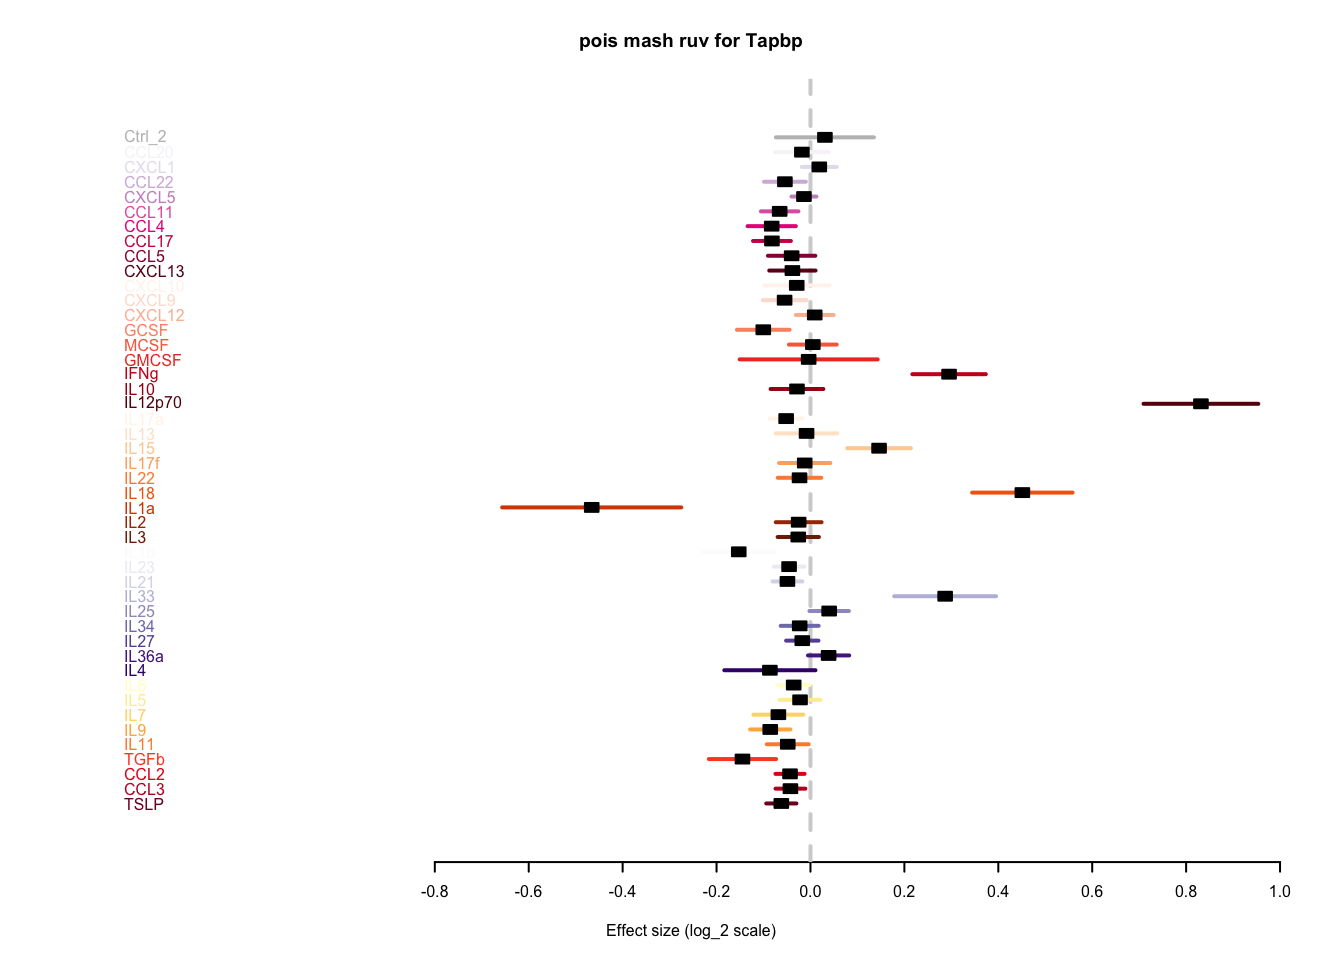 pois mash ruv for Tapbp
Ctrl_2
CCL20
CXCL1
CCL22
CXCL5
CCL11
CCL4
CCL17
CCL5
CXCL13
CXCL10
CXCL9
CXCL12
GCSF
MCSF
GMCSF
IFNg
IL10
IL12p70
IL17a
IL13
IL15
IL17f
IL22
IL18
IL1a
IL2
IL3
IL23
IL21
IL33
IL25
IL34
IL27
IL36a
IL4
IL5
IL7
IL9
IL11
TGFb
CCL2
CCL3
TSLP
-0.8 -0.6 -0.4 -0.2 0.0 0.2 0.4 0.6 0.8 1.0
Effect size (log_2 scale)